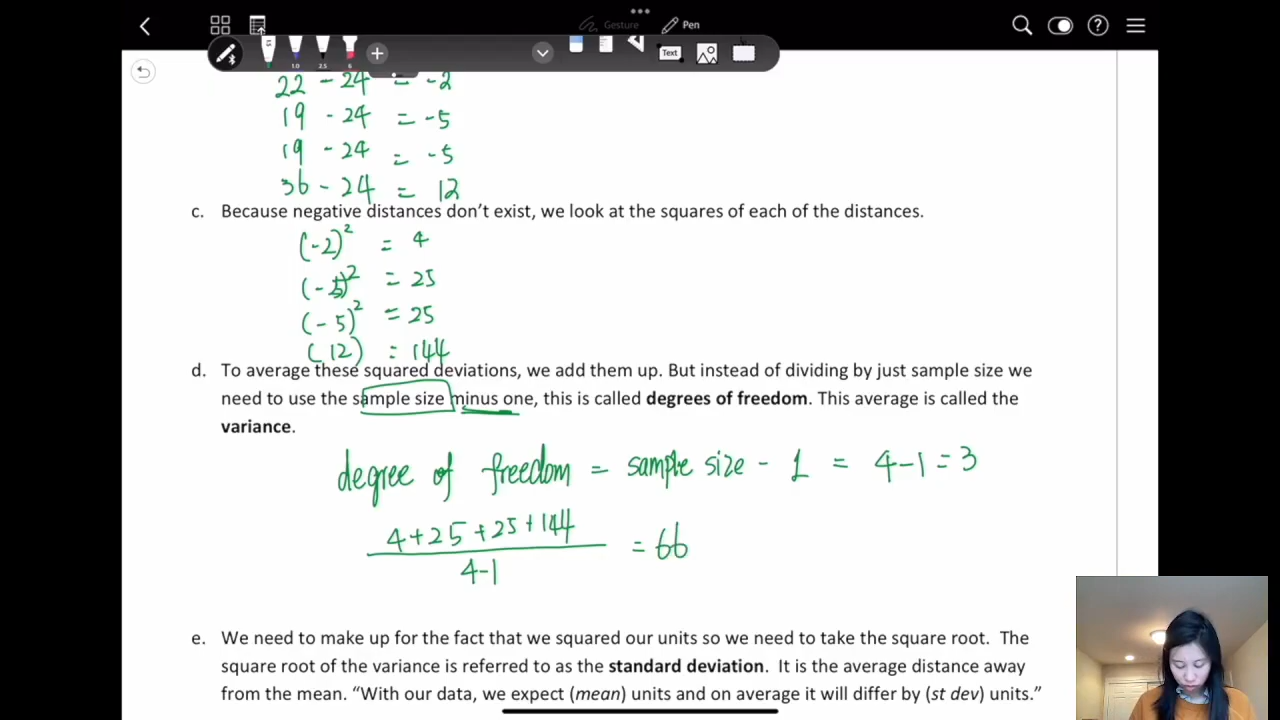 Gesture Pen
1.0 2.5 6 Text
22 - 24 = -2
19 - 24 = -5
19 - 24 = -5
36 - 24 = 12
c. Because negative distances don't exist, we look at the squares of each of the distances.
(-2)² = 4
(-5)² = 25
(-5)² = 25
(12) = 144
d. To average these squared deviations, we add them up. But instead of dividing by just sample size we
need to use the sample size minus one, this is called degrees of freedom. This average is called the
variance.
degree of freedom = sample size - 1 = 4-1 = 3
4+25+25+144
= 66
4-1
e. We need to make up for the fact that we squared our units so we need to take the square root. The
square root of the variance is referred to as the standard deviation. It is the average distance away
from the mean. "With our data, we expect (mean) units and on average it will differ by (st dev) units."